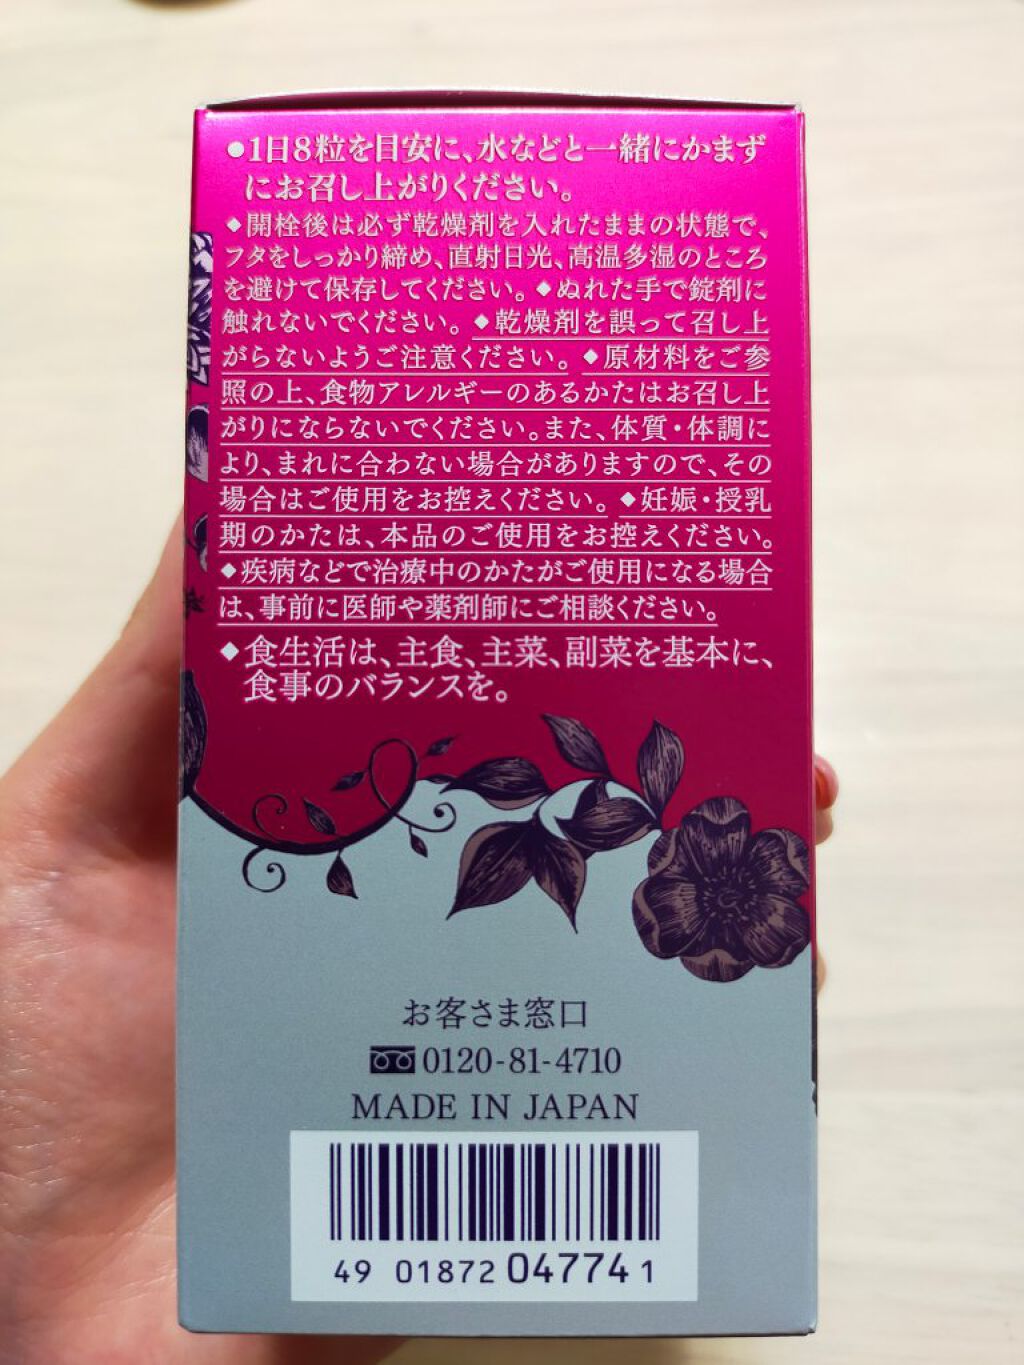 ●1日8粒を目安に、水などと一緒にかまず
にお召し上がりください。
◆開栓後は必ず乾燥剤を入れたままの状態で、
フタをしっかり締め、直射日光、高温多湿のところ
を避けて保存してください。◆ぬれた手で錠剤に
触れないでください。◆乾燥剤を誤って召し上
がらないようご注意ください。◆原材料をご参
照の上、食物アレルギーのあるかたはお召し上
がりにならないでください。また、体質・体調に
より、まれに合わない場合がありますので、その
場合はご使用をお控えください。◆妊娠・授乳
期のかたは、本品のご使用をお控えください。
◆疾病などで治療中のかたがご使用になる場合
は、事前に医師や薬剤師にご相談ください。
◆食生活は、主食、主菜、副菜を基本に、
食事のバランスを。
お客さま窓口
0120-81-4710
MADE IN JAPAN
49 01872 04774 1